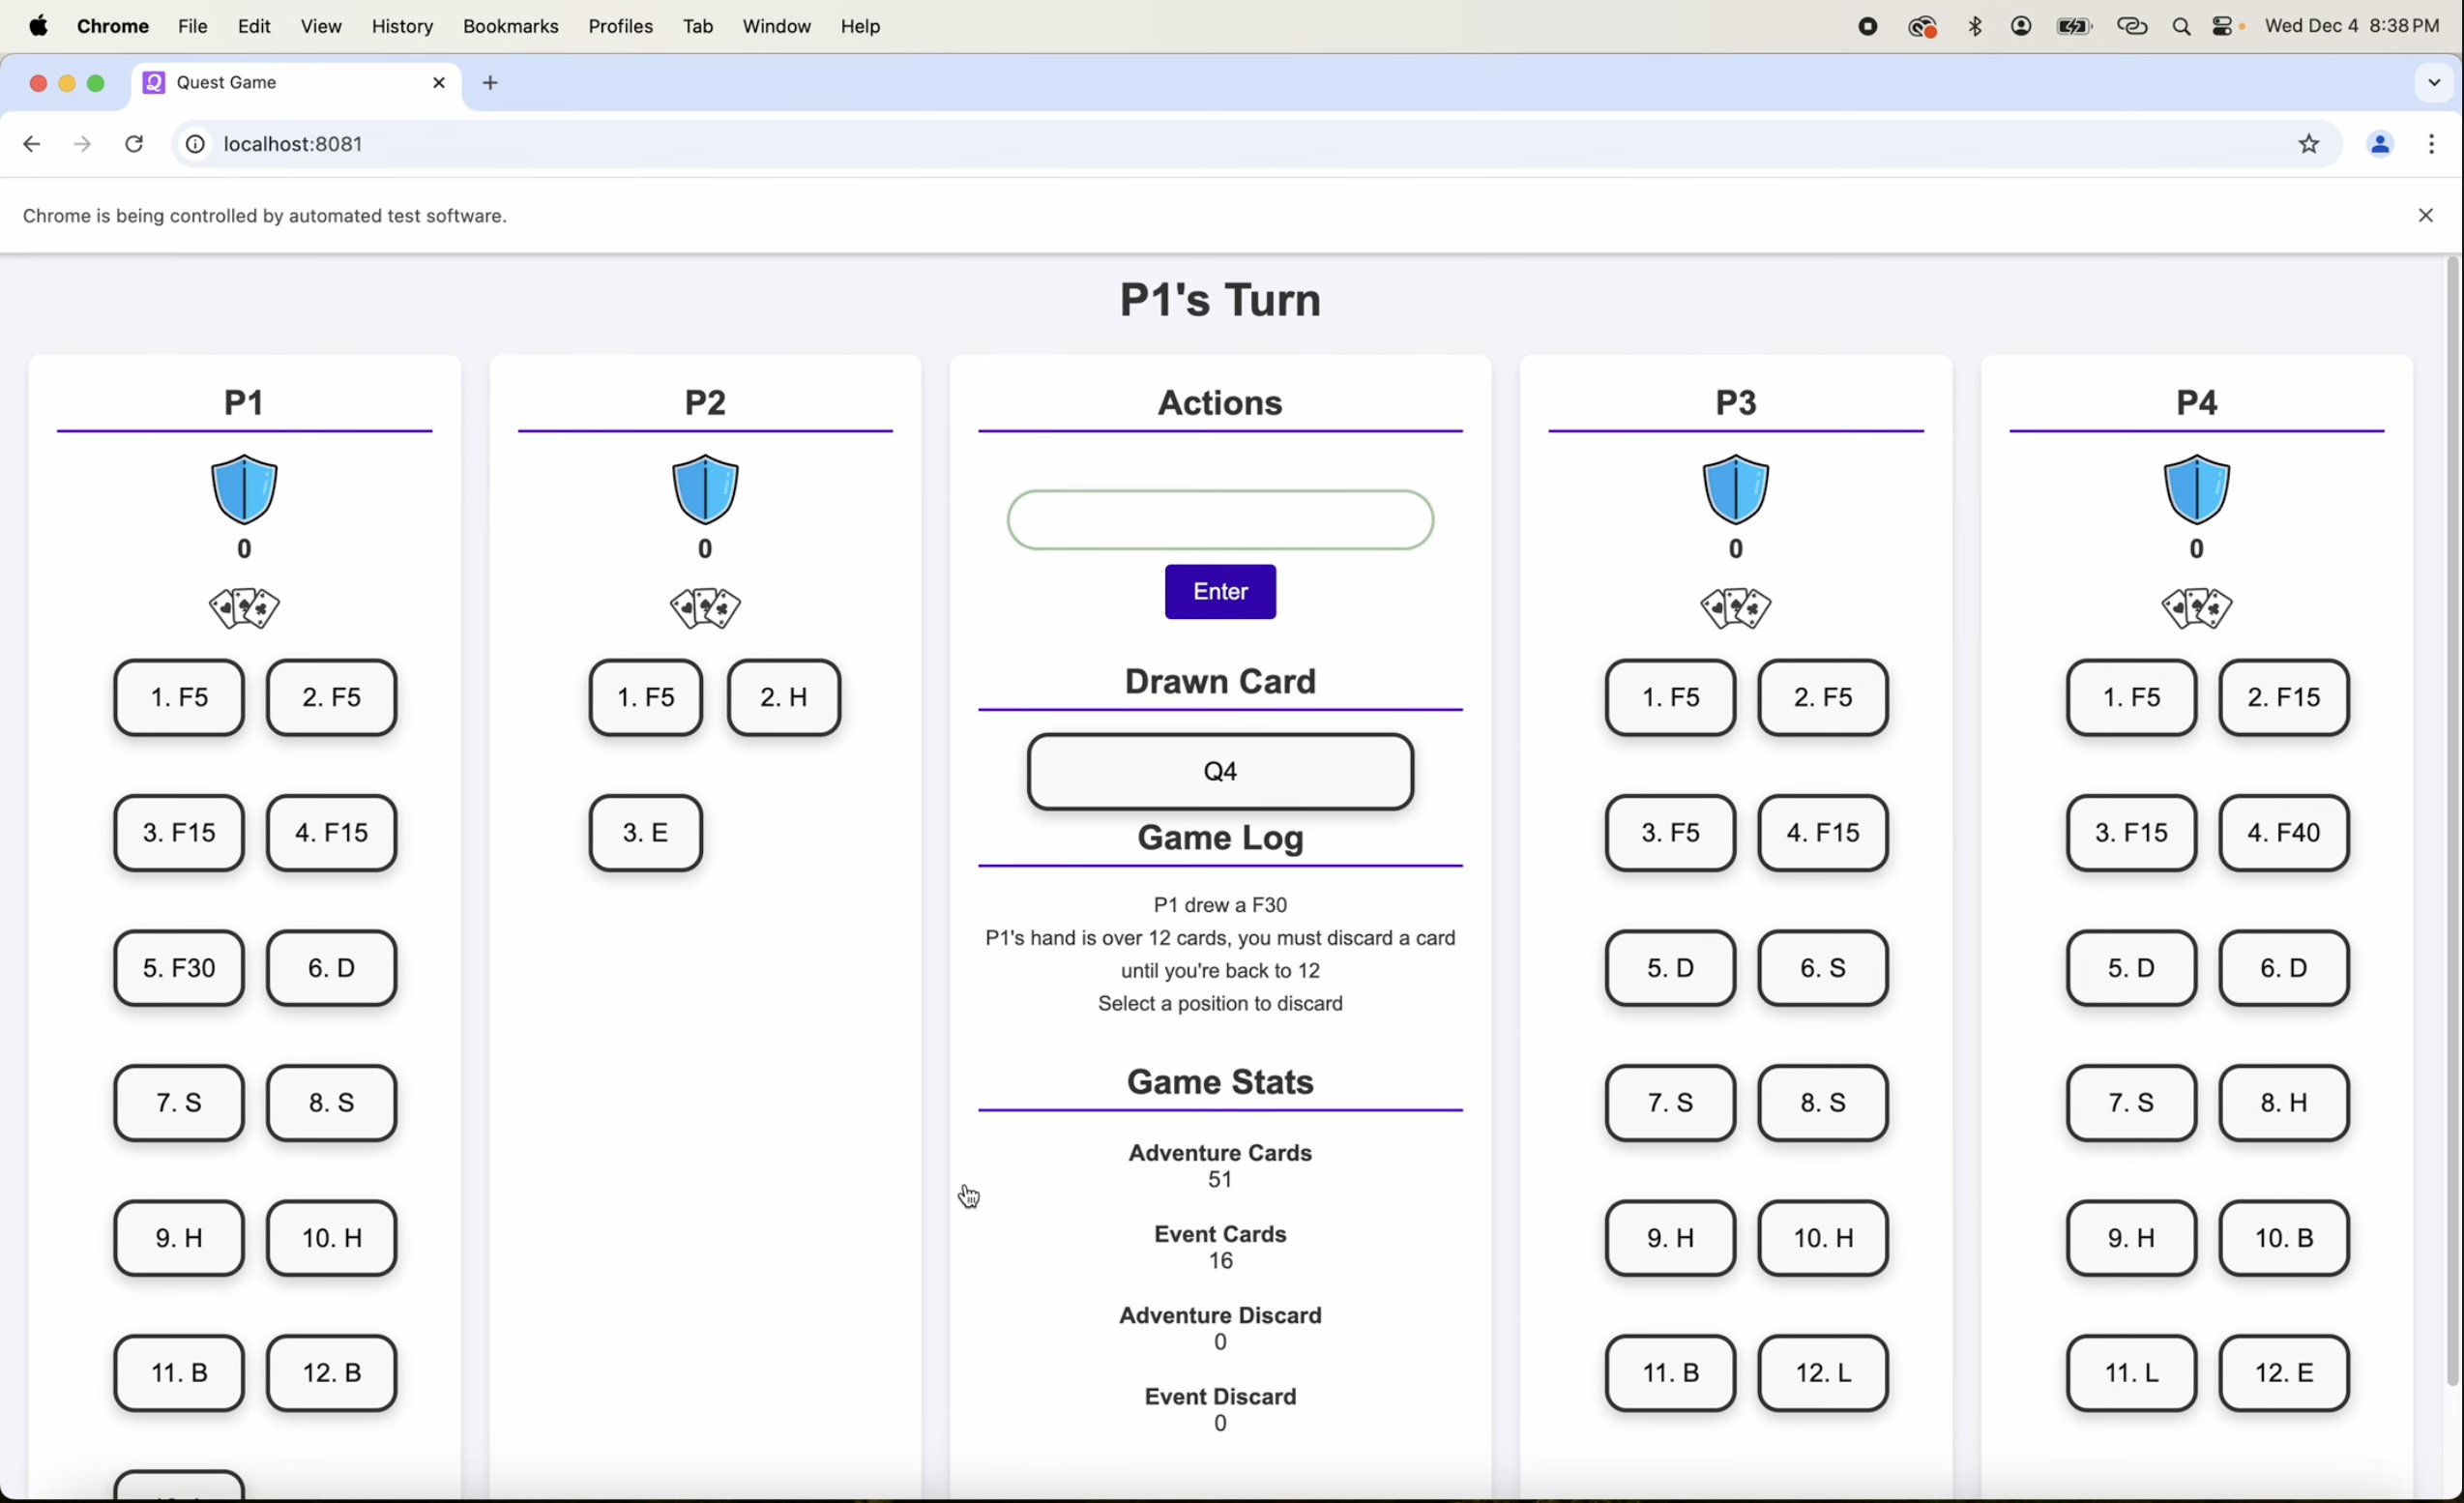 Chrome File Edit View History Bookmarks Profiles Tab Window Help Wed Dec 4 8:38 PM
Quest Game
localhost:8081
Chrome is being controlled by automated test software.
P1's Turn
P1
0
1. F5 2. F5
3. F15 4. F15
5. F30 6. D
7. S 8. S
9. H 10. H
11. B 12. B
P2
0
1. F5 2. H
3. E
Actions
Enter
Drawn Card
Q4
Game Log
P1 drew a F30
P1's hand is over 12 cards, you must discard a card
until you're back to 12
Select a position to discard
Game Stats
Adventure Cards
51
Event Cards
16
Adventure Discard
0
Event Discard
0
P3
0
1. F5 2. F5
3. F5 4. F15
5. D 6. S
7. S 8. S
9. H 10. H
11. B 12. L
P4
0
1. F5 2. F15
3. F15 4. F40
5. D 6. D
7. S 8. H
9. H 10. B
11. L 12. E